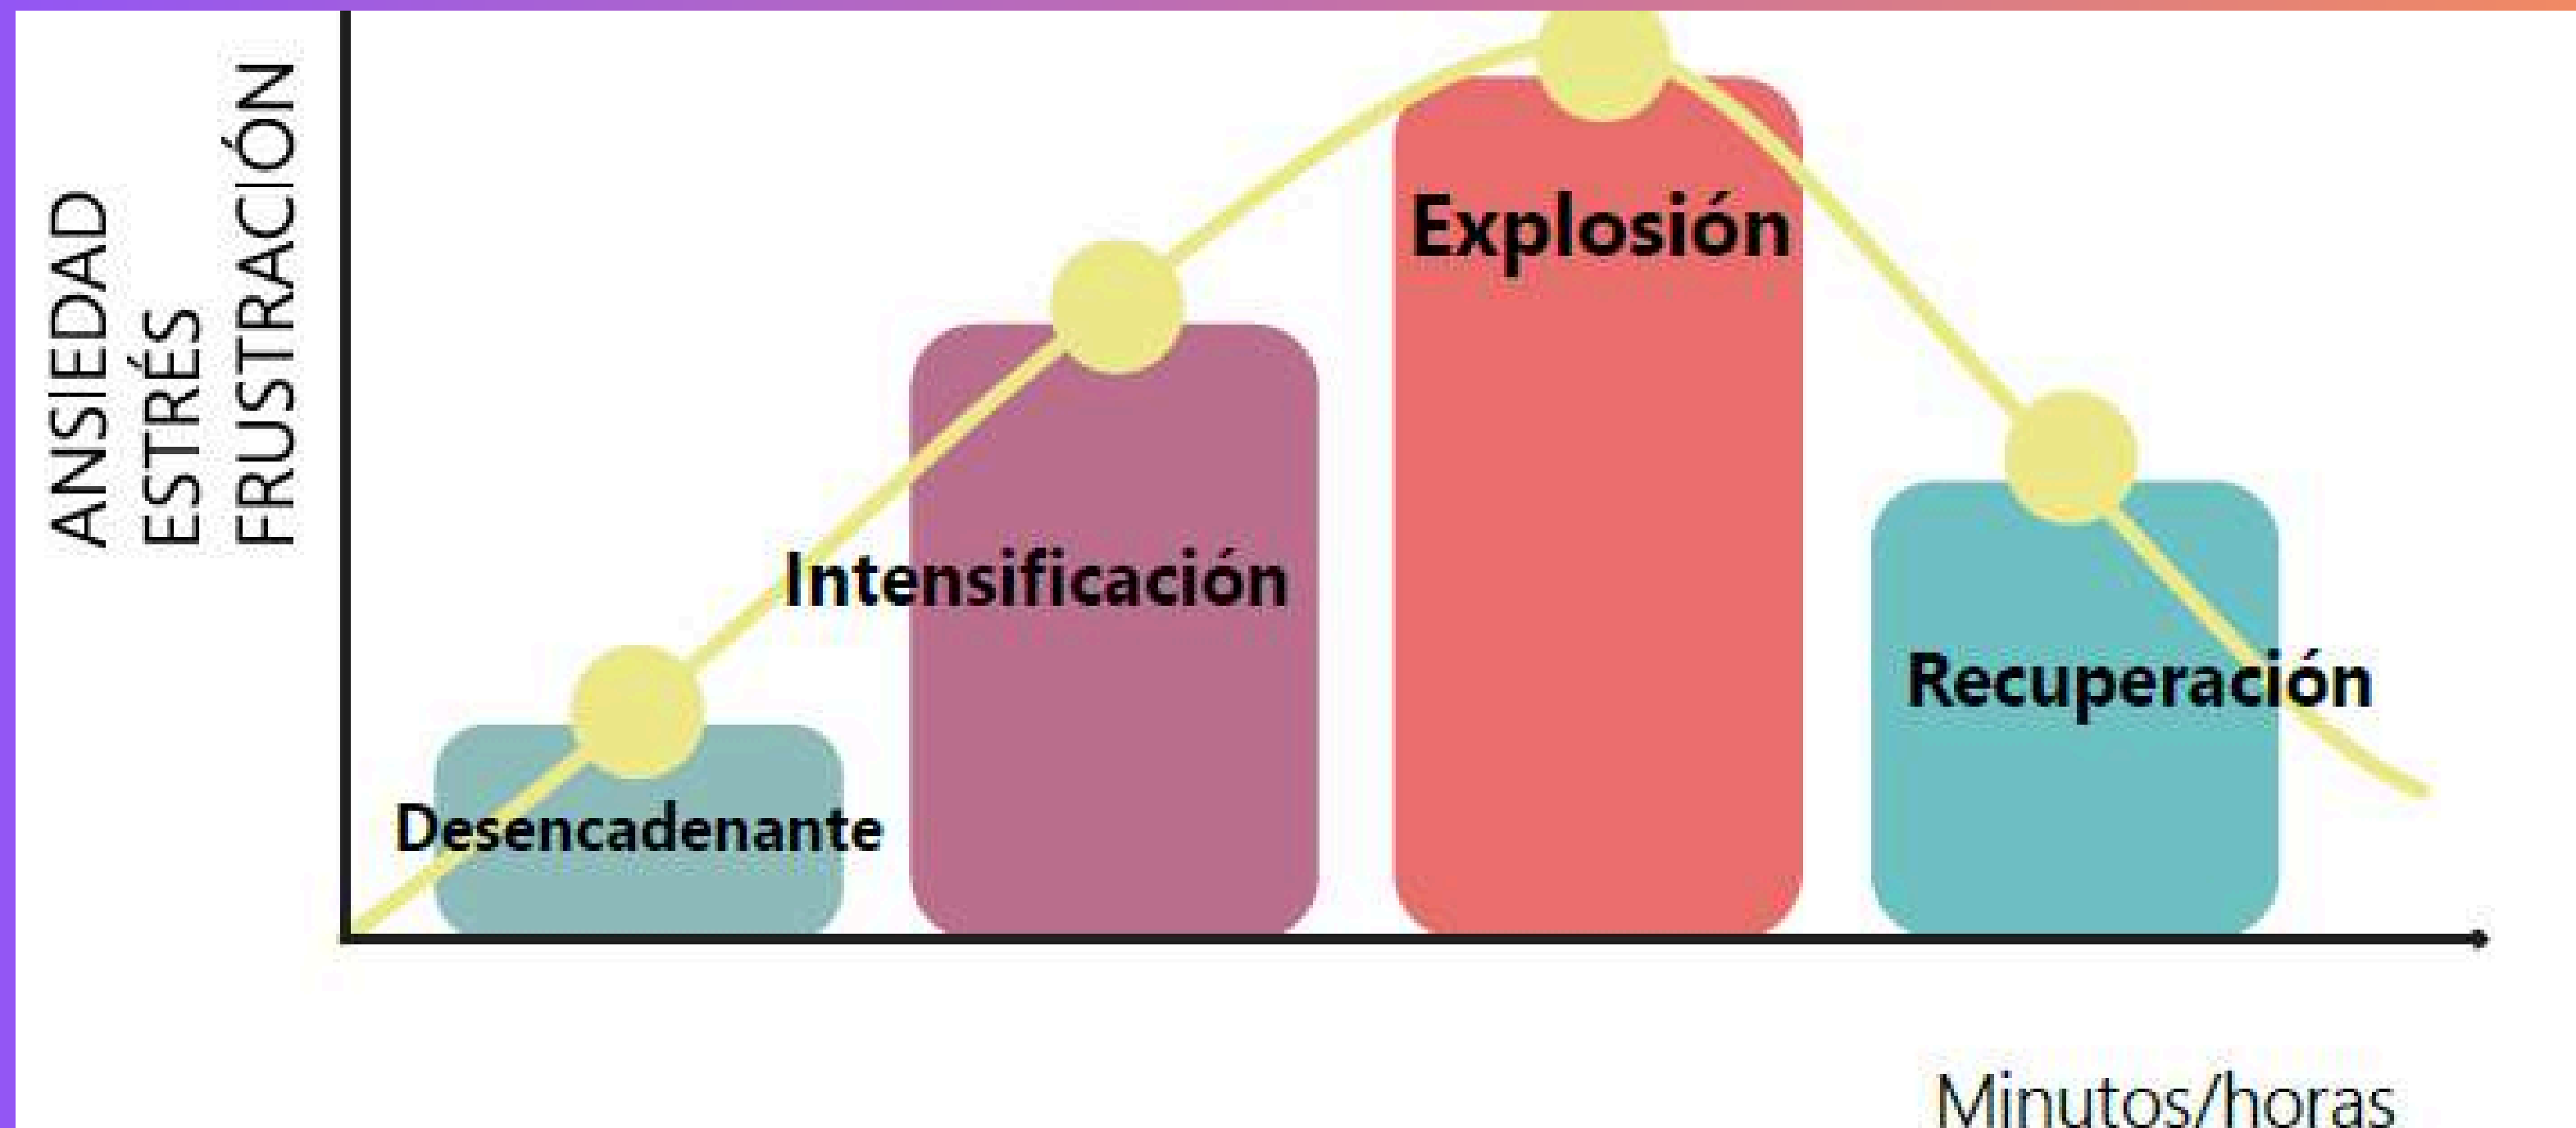 ANSIEDAD
ESTRÉS
FRUSTRACIÓN
Explosión
Intensificación
Recuperación
Desencadenante
Minutos/horas